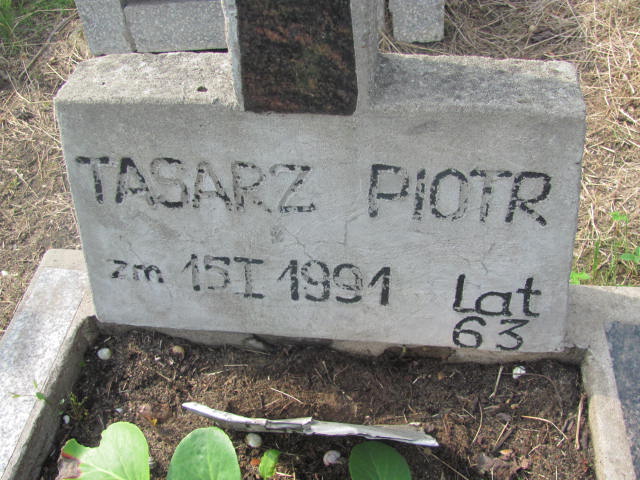 TASARZ PIOTR
zm 15 I 1991 Lat
63